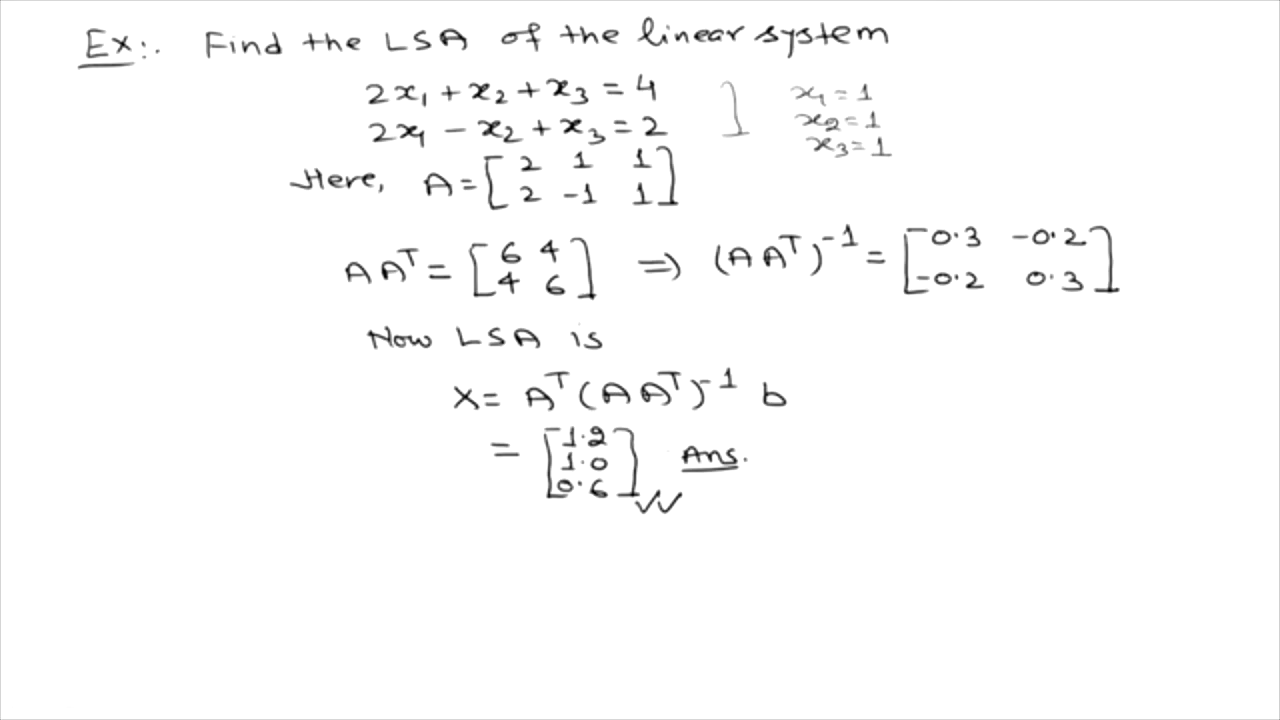 Ex:. Find the LSA of the linear system
2x₁ + x₂ + x₃ = 4
2x₁ − x₂ + x₃ = 2
x₁ = 1
x₂ = 1
x₃ = 1
Here, A = [2 1 1
2 -1 1]
AAᵀ = [6 4
4 6] ⇒ (AAᵀ)⁻¹ = [0.3 -0.2
-0.2 0.3]
Now LSA is
X = Aᵀ(AAᵀ)⁻¹ b
= [1.2
1.0
0.6] Ans.